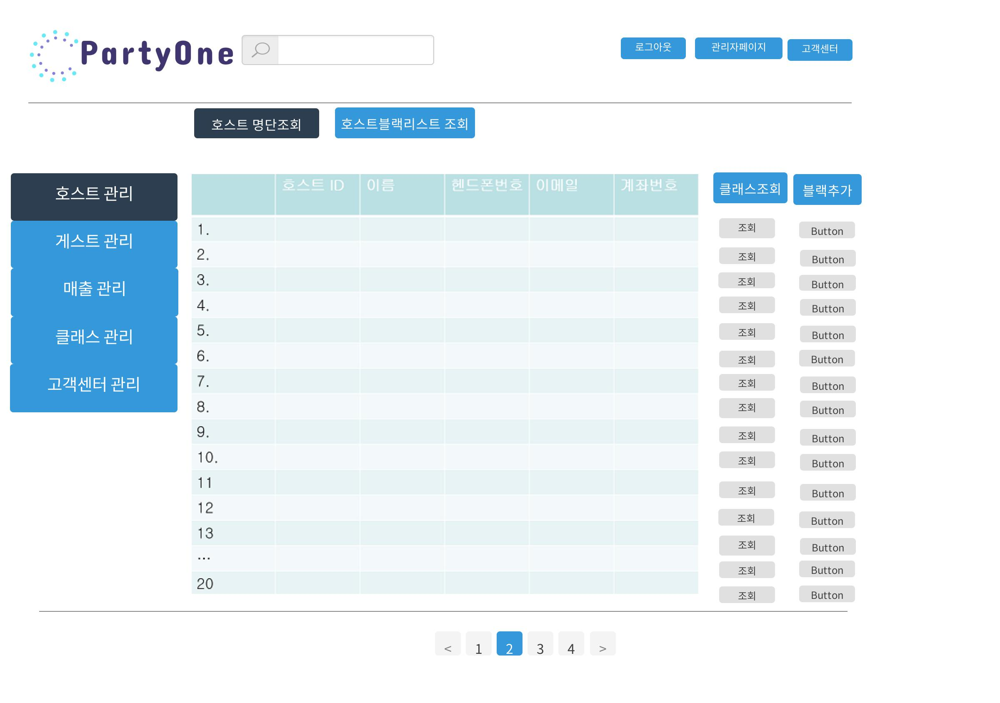 PartyOne
로그아웃 관리자페이지 고객센터
호스트 명단조회 호스트블랙리스트 조회
호스트 관리
게스트 관리
매출 관리
클래스 관리
고객센터 관리
호스트 ID 이름 헨드폰번호 이메일 계좌번호 클래스조회 블랙추가
1. 조회 Button
2. 조회 Button
3. 조회 Button
4. 조회 Button
5. 조회 Button
6. 조회 Button
7. 조회 Button
8. 조회 Button
9. 조회 Button
10. 조회 Button
11 조회 Button
12 조회 Button
13 조회 Button
... 조회 Button
20 조회 Button
< 1 2 3 4 >